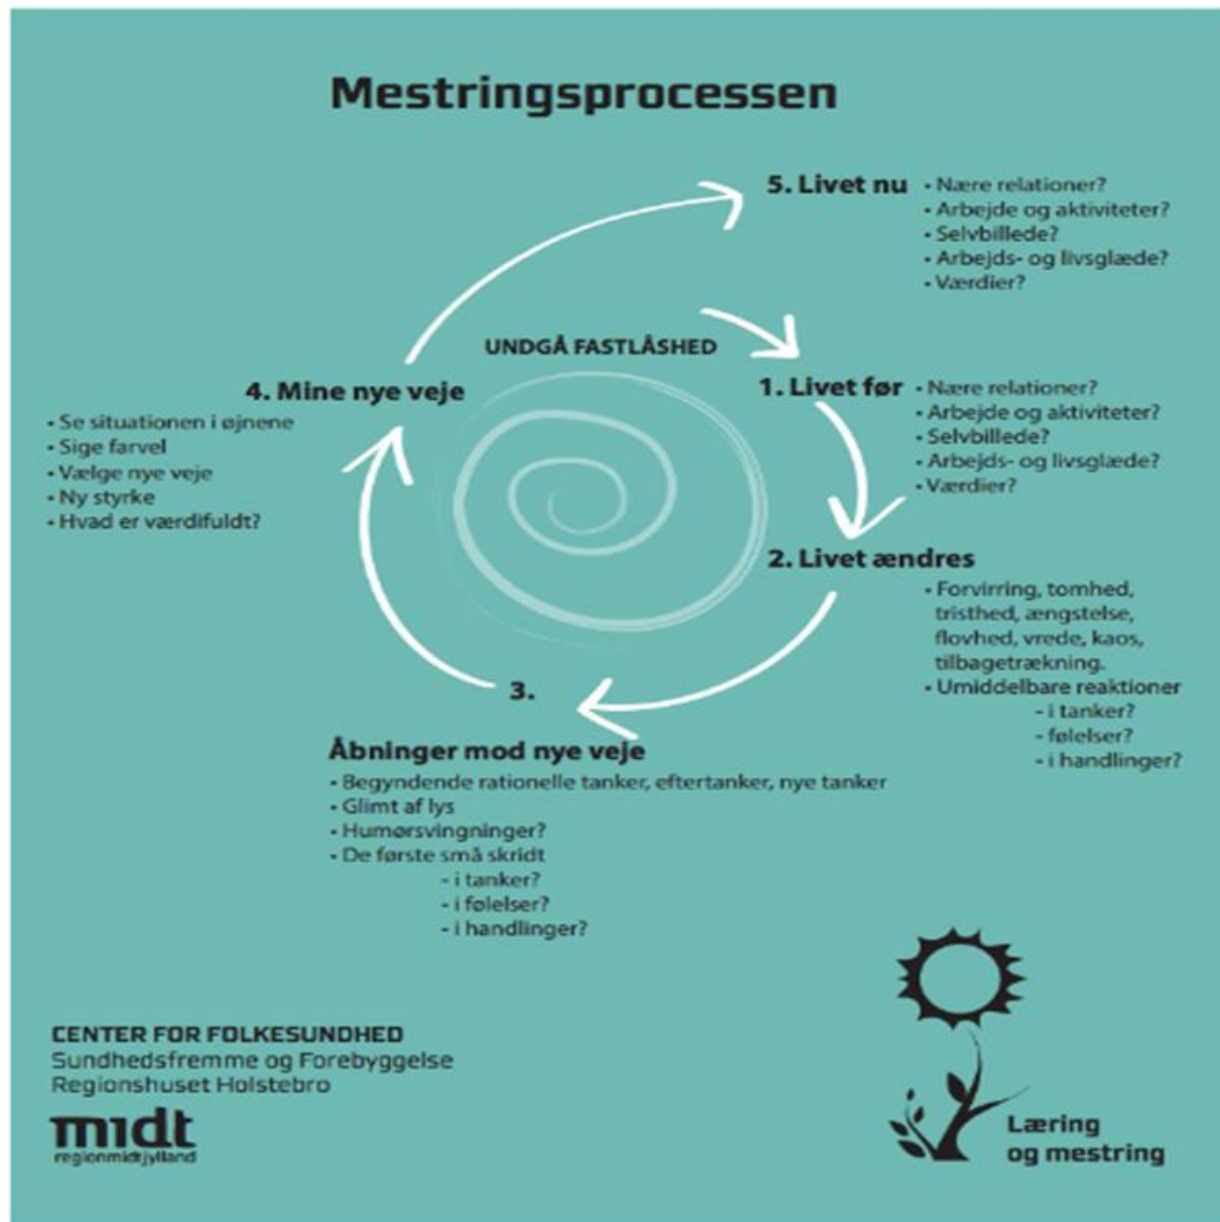 Mestringsprocessen
5. Livet nu
• Nære relationer?
• Arbejde og aktiviteter?
• Selvbillede?
• Arbejds- og livsglæde?
• Værdier?
UNDGÅ FASTLÅSHED
1. Livet før
• Nære relationer?
• Arbejde og aktiviteter?
• Selvbillede?
• Arbejds- og livsglæde?
• Værdier?
2. Livet ændres
• Forvirring, tomhed,
tristhed, ængstelse,
flovhed, vrede, kaos,
tilbagetrækning.
• Umiddelbare reaktioner
- i tanker?
- følelser?
- i handlinger?
3.
Åbninger mod nye veje
• Begyndende rationelle tanker, eftertanker, nye tanker
• Glimt af lys
• Humørsvingninger?
• De første små skridt
- i tanker?
- i følelser?
- i handlinger?
4. Mine nye veje
• Se situationen i øjnene
• Sige farvel
• Vælge nye veje
• Ny styrke
• Hvad er værdifuldt?
CENTER FOR FOLKESUNDHED
Sundhedsfremme og Forebyggelse
Regionshuset Holstebro
midt
regionmidtjylland
Læring
og mestring